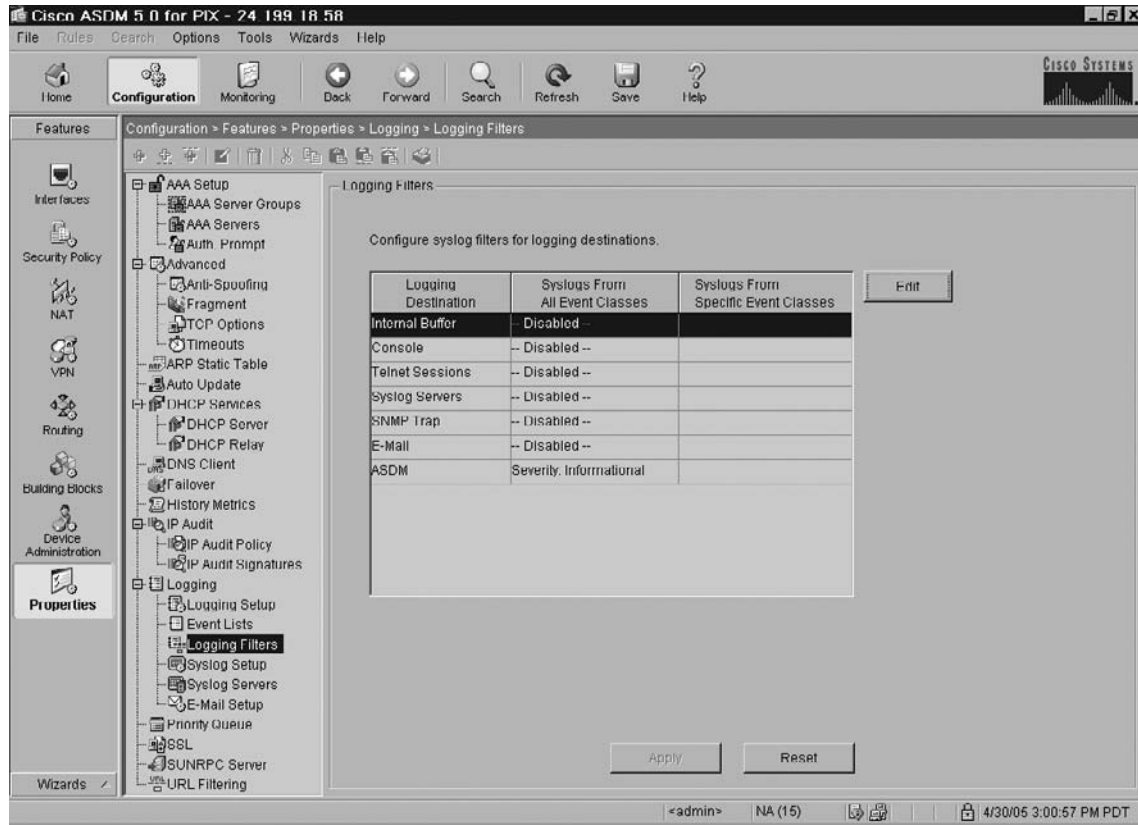 Cisco ASDM 5.0 for PIX - 24.199.18.58
File Rules Search Options Tools Wizards Help
Home Configuration Monitoring Back Forward Search Refresh Save Help
CISCO SYSTEMS
Features
Configuration > Features > Properties > Logging > Logging Filters
Interfaces
Security Policy
NAT
VPN
Routing
Building Blocks
Device
Administration
Properties
Wizards
AAA Setup
AAA Server Groups
AAA Servers
Auth. Prompt
Advanced
Anti-Spoofing
Fragment
TCP Options
Timeouts
ARP Static Table
Auto Update
DHCP Services
DHCP Server
DHCP Relay
DNS Client
Failover
History Metrics
IP Audit
IP Audit Policy
IP Audit Signatures
Logging
Logging Setup
Event Lists
Logging Filters
Syslog Setup
Syslog Servers
E-Mail Setup
Priority Queue
SSL
SUNRPC Server
URL Filtering
Logging Filters
Configure syslog filters for logging destinations.
Logging Destination Syslogs From All Event Classes Syslogs From Specific Event Classes
Internal Buffer -- Disabled --
Console -- Disabled --
Telnet Sessions -- Disabled --
Syslog Servers -- Disabled --
SNMP Trap -- Disabled --
E-Mail -- Disabled --
ASDM Severity: Informational
Edit
Apply Reset
<admin> NA (15) 4/30/05 3:00:57 PM PDT